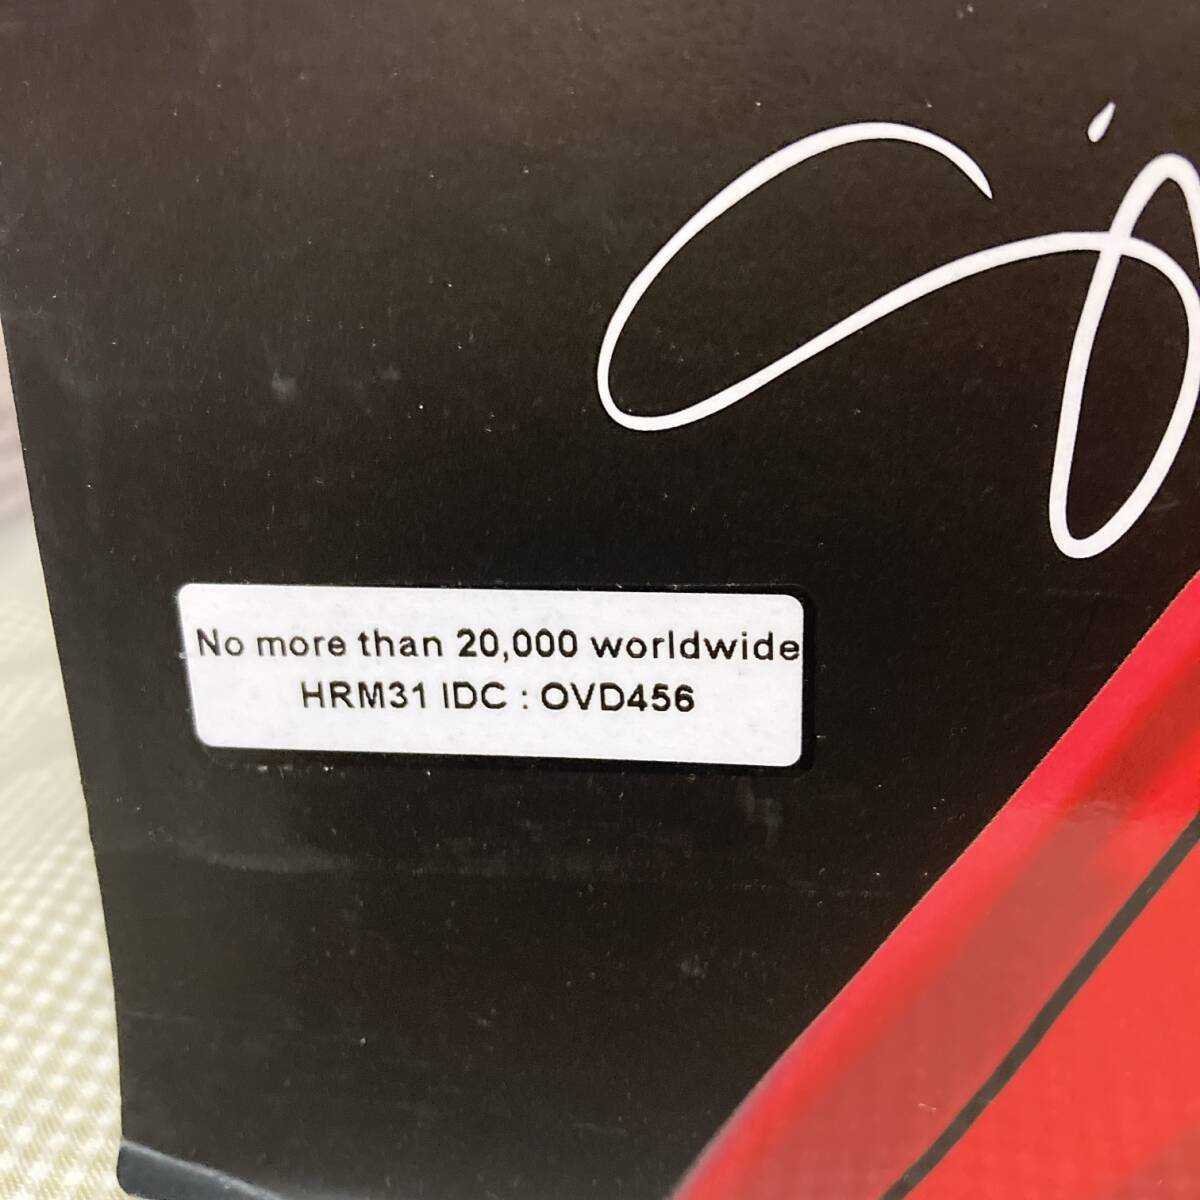 No more than 20,000 worldwide
HRM31 IDC : OVD456